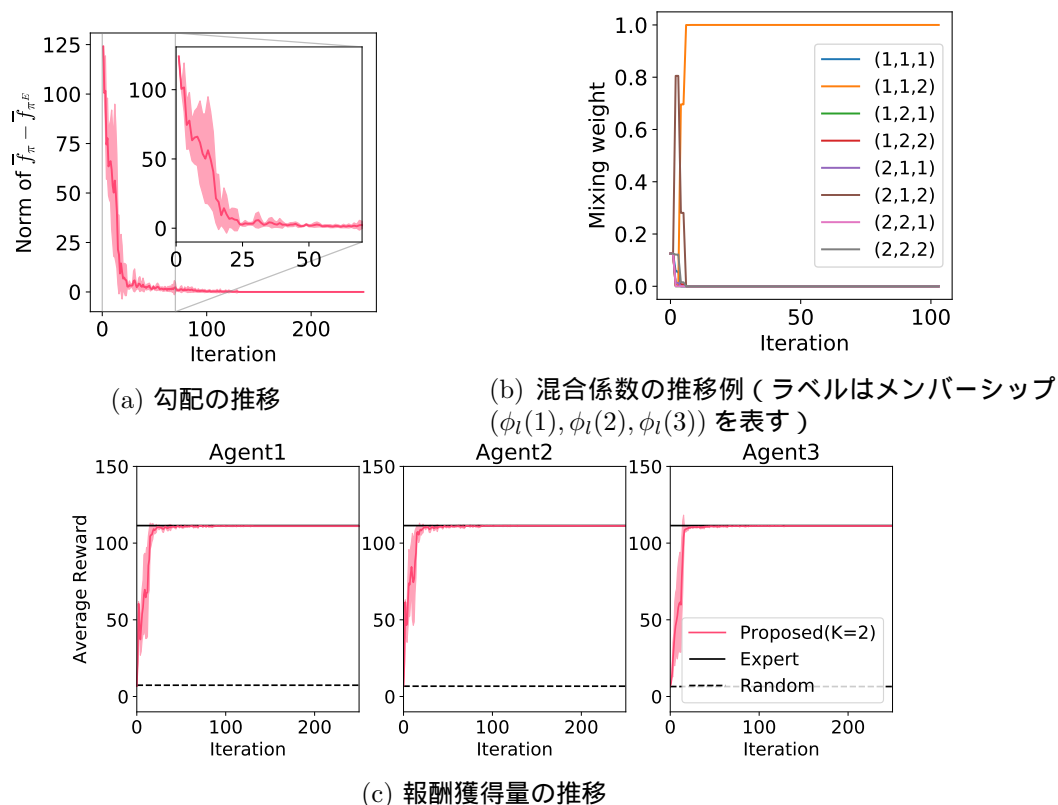 125
100
75
50
25
0
Norm of f̄_π − f̄_{π^E}
100
50
0
0 25 50
0 100 200
Iteration
(a) 勾配の推移
1.0
0.8
0.6
0.4
0.2
0.0
Mixing weight
(1,1,1)
(1,1,2)
(1,2,1)
(1,2,2)
(2,1,1)
(2,1,2)
(2,2,1)
(2,2,2)
0 50 100
Iteration
(b) 混合係数の推移例(ラベルはメンバーシップ
(ϕ_l(1), ϕ_l(2), ϕ_l(3)) を表す)
Agent1
150
100
50
0
Average Reward
0 100 200
Iteration
Agent2
150
100
50
0
0 100 200
Iteration
Agent3
150
100
50
0
Proposed(K=2)
Expert
Random
0 100 200
Iteration
(c) 報酬獲得量の推移